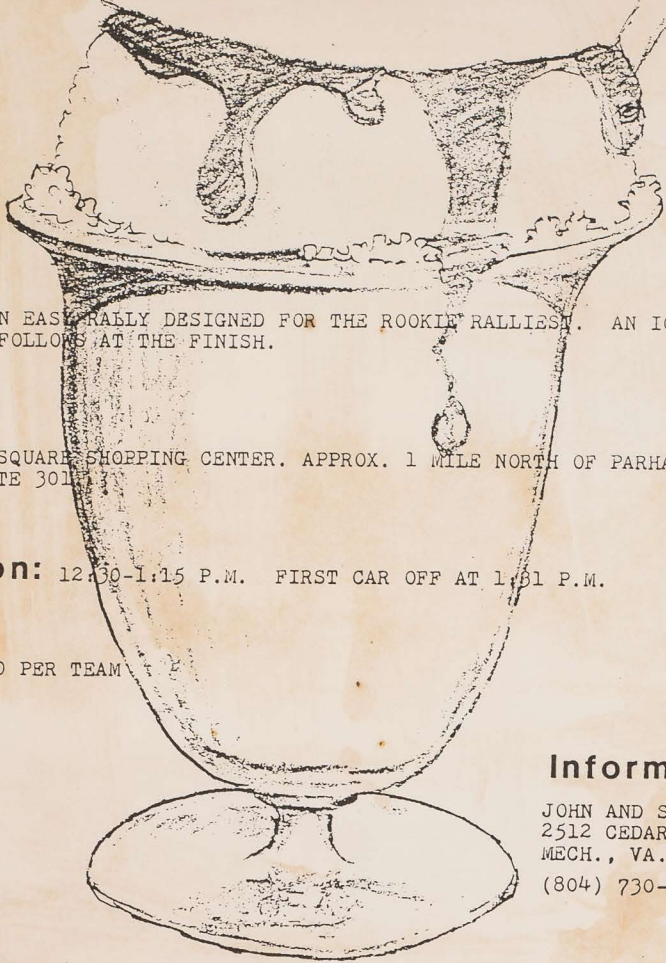 N EASY RALLY DESIGNED FOR THE ROOKIE RALLIEST. AN IC
FOLLOWS AT THE FINISH.
SQUARE SHOPPING CENTER. APPROX. 1 MILE NORTH OF PARHA
TE 301.
on: 12:30-1:15 P.M. FIRST CAR OFF AT 1:31 P.M.
PER TEAM
Inform
JOHN AND S
2512 CEDAR
MECH., VA.
(804) 730-